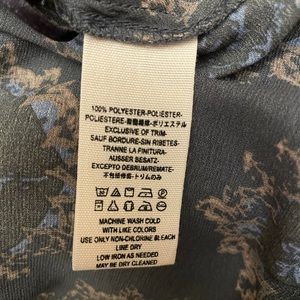 100% POLYESTER-POLIESTER-
POLIESTERE-聚酯纖維-ポリエステル
EXCLUSIVE OF TRIM-
SAUF BORDURE-SIN RIBETES-
TRANNE LA FINITURA-
AUSSER BESATZ-
EXCEPTO DEBRUM/REMATE-
不包括修飾-トリムのみ
MACHINE WASH COLD
WITH LIKE COLORS
USE ONLY NON-CHLORINE BLEACH
LINE DRY
LOW IRON AS NEEDED
MAY BE DRY CLEANED